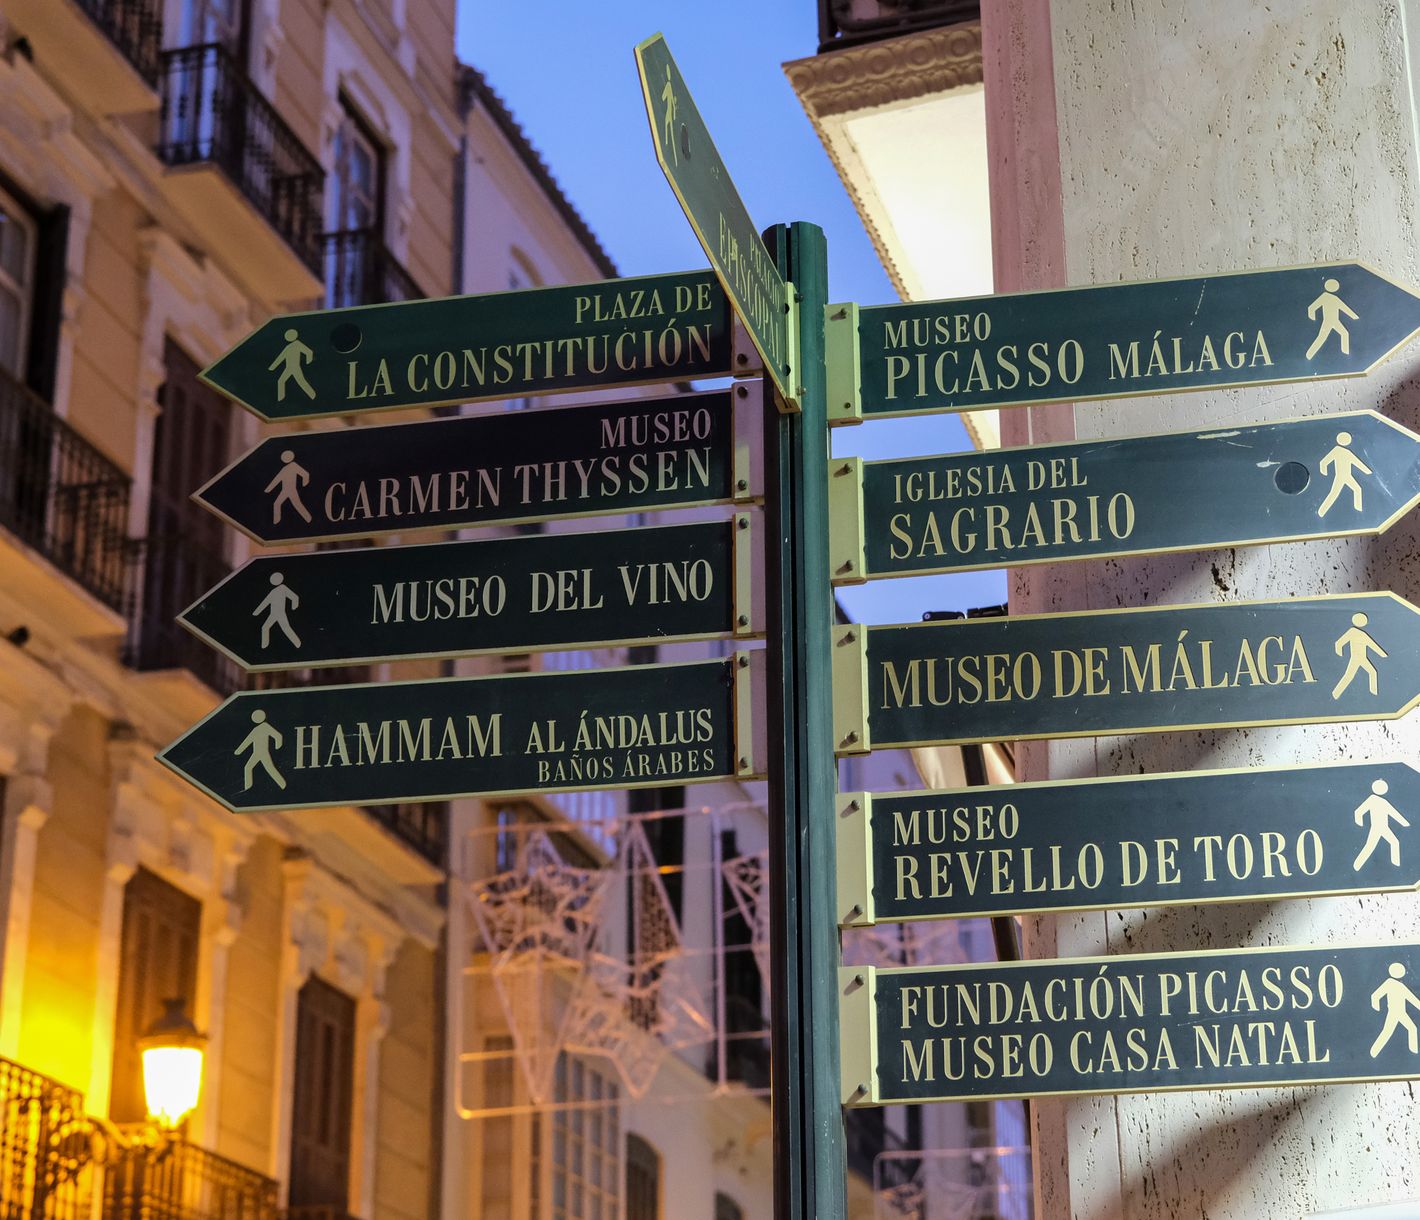 PALACIO
EPISCOPAL
PLAZA DE
LA CONSTITUCIÓN
MUSEO
CARMEN THYSSEN
MUSEO DEL VINO
HAMMAM AL ÁNDALUS
BAÑOS ÁRABES
MUSEO
PICASSO MÁLAGA
IGLESIA DEL
SAGRARIO
MUSEO DE MÁLAGA
MUSEO
REVELLO DE TORO
FUNDACIÓN PICASSO
MUSEO CASA NATAL